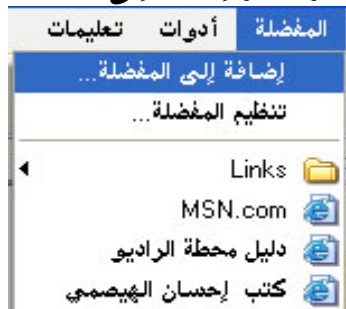 المفضلة أدوات تعليمات
إضافة إلى المفضلة...
تنظيم المفضلة...
Links
MSN.com
دليل محطة الراديو
كتب إحسان الهيصمي